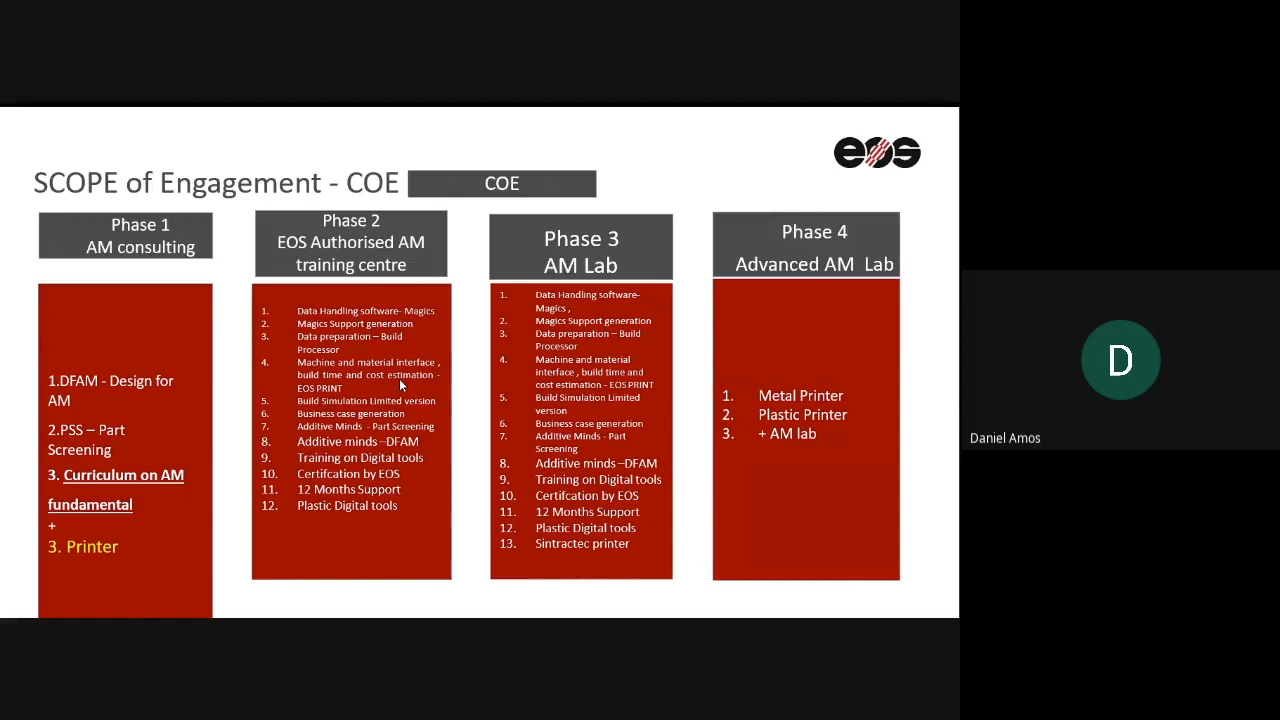 eos
SCOPE of Engagement - COE
COE
Phase 1
AM consulting
1.DFAM - Design for
AM
2.PSS – Part
Screening
3. Curriculum on AM
fundamental
+
3. Printer
Phase 2
EOS Authorised AM
training centre
1. Data Handling software- Magics
2. Magics Support generation
3. Data preparation – Build
Processor
4. Machine and material interface ,
build time and cost estimation -
EOS PRINT
5. Build Simulation Limited version
6. Business case generation
7. Additive Minds - Part Screening
8. Additive minds –DFAM
9. Training on Digital tools
10. Certifcation by EOS
11. 12 Months Support
12. Plastic Digital tools
Phase 3
AM Lab
1. Data Handling software-
Magics ,
2. Magics Support generation
3. Data preparation – Build
Processor
4. Machine and material
interface , build time and
cost estimation - EOS PRINT
5. Build Simulation Limited
version
6. Business case generation
7. Additive Minds - Part
Screening
8. Additive minds –DFAM
9. Training on Digital tools
10. Certifcation by EOS
11. 12 Months Support
12. Plastic Digital tools
13. Sintractec printer
Phase 4
Advanced AM Lab
1. Metal Printer
2. Plastic Printer
3. + AM lab
D
Daniel Amos